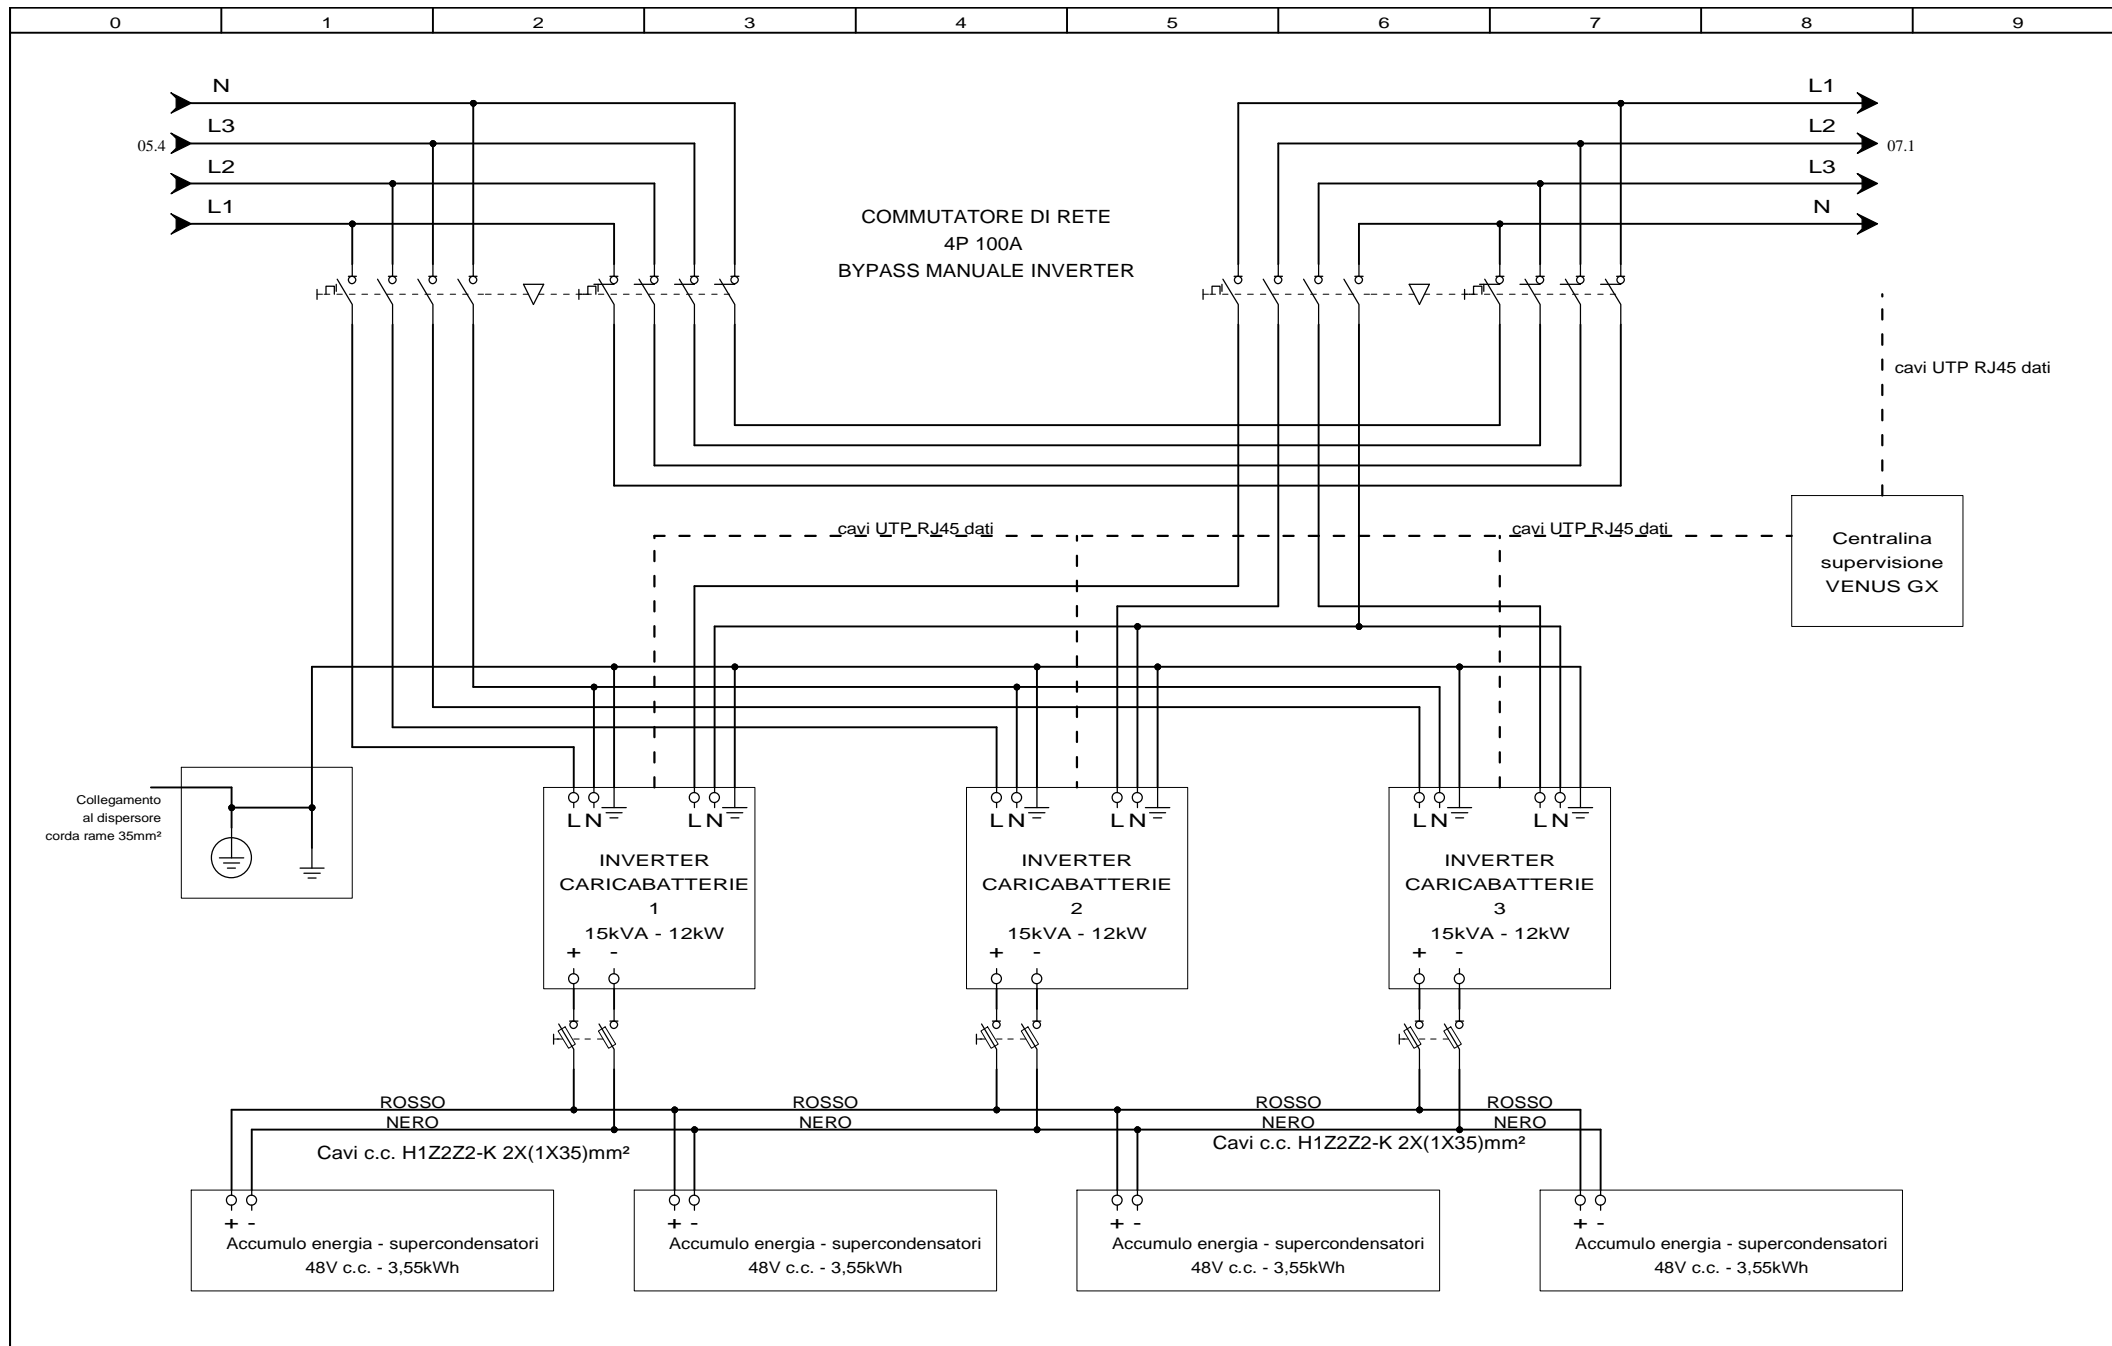 0 1 2 3 4 5 6 7 8 9
N
L3
05.4
L2
L1
L1
L2
07.1
L3
N
COMMUTATORE DI RETE
4P 100A
BYPASS MANUALE INVERTER
cavi UTP RJ45 dati
cavi UTP RJ45 dati
cavi UTP RJ45 dati
Centralina
supervisione
VENUS GX
Collegamento
al dispersore
corda rame 35mm²
L N L N
INVERTER
CARICABATTERIE
1
15kVA - 12kW
+ -
L N L N
INVERTER
CARICABATTERIE
2
15kVA - 12kW
+ -
L N L N
INVERTER
CARICABATTERIE
3
15kVA - 12kW
+ -
ROSSO ROSSO ROSSO ROSSO
NERO NERO NERO NERO
Cavi c.c. H1Z2Z2-K 2X(1X35)mm²
Cavi c.c. H1Z2Z2-K 2X(1X35)mm²
+ -
Accumulo energia - supercondensatori
48V c.c. - 3,55kWh
+ -
Accumulo energia - supercondensatori
48V c.c. - 3,55kWh
+ -
Accumulo energia - supercondensatori
48V c.c. - 3,55kWh
+ -
Accumulo energia - supercondensatori
48V c.c. - 3,55kWh